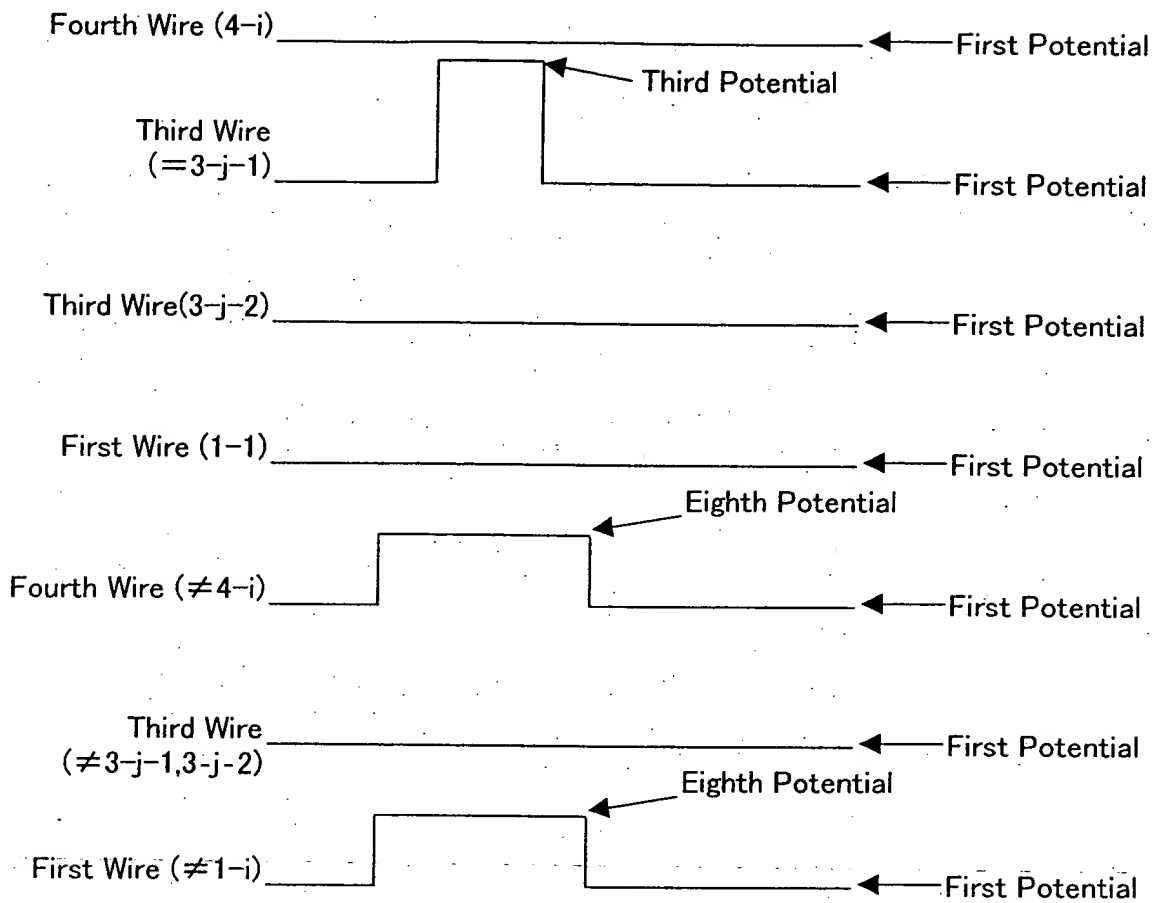 Fourth Wire (4-i)
First Potential
Third Potential
Third Wire
(=3-j-1)
First Potential
Third Wire(3-j-2)
First Potential
First Wire (1-1)
First Potential
Eighth Potential
Fourth Wire (≠4-i)
First Potential
Third Wire
(≠3-j-1,3-j-2)
First Potential
Eighth Potential
First Wire (≠1-i)
First Potential